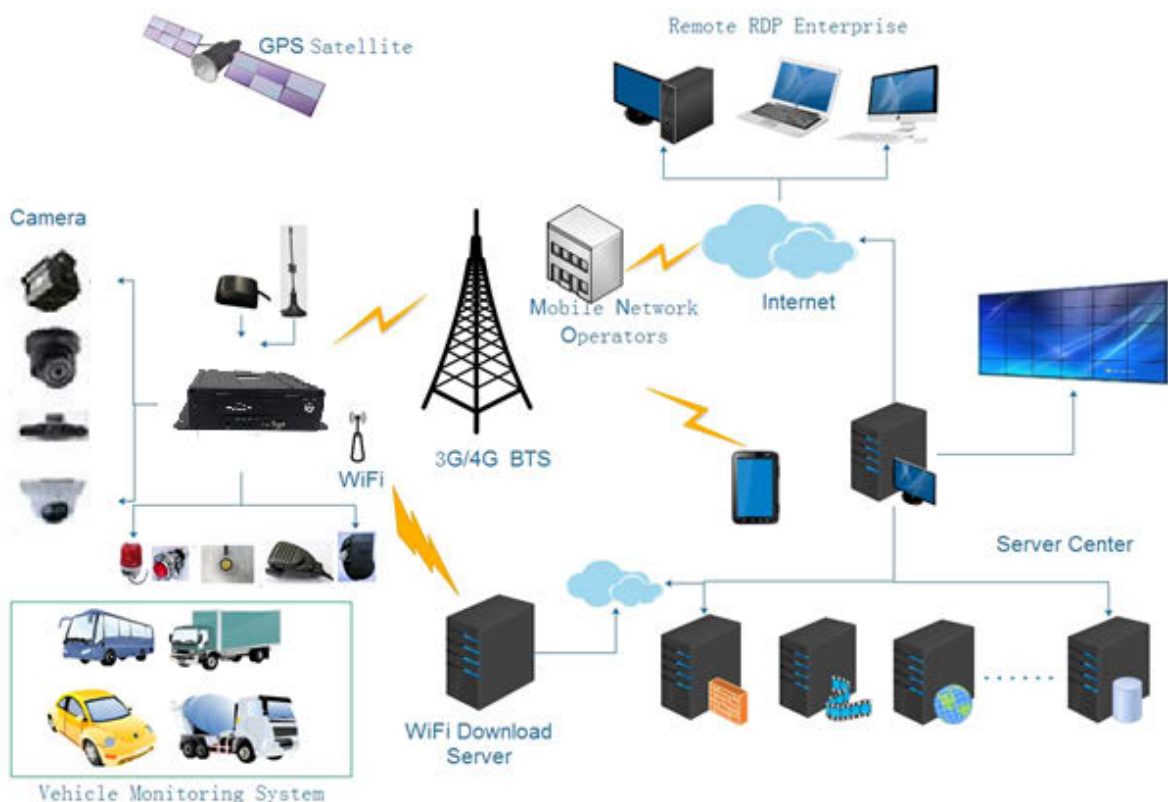 GPS Satellite
Remote RDP Enterprise
Camera
Mobile Network
Operators
Internet
3G/4G BTS
WiFi
Server Center
WiFi Download
Server
Vehicle Monitoring System